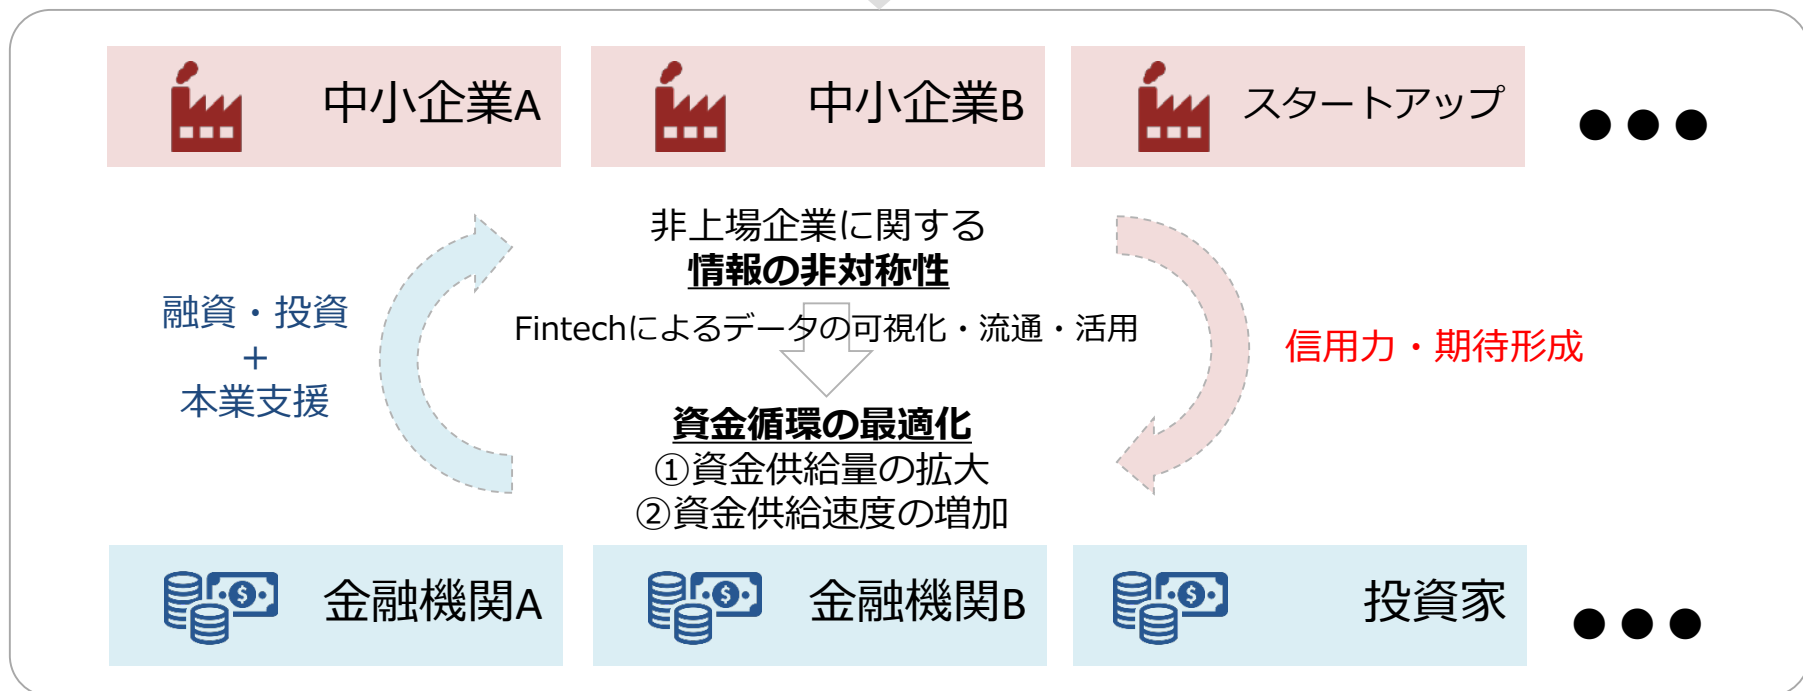 中小企業A
中小企業B
スタートアップ
●●●
非上場企業に関する
情報の非対称性
Fintechによるデータの可視化・流通・活用
融資・投資
+
本業支援
信用力・期待形成
資金循環の最適化
①資金供給量の拡大
②資金供給速度の増加
金融機関A
金融機関B
投資家
●●●